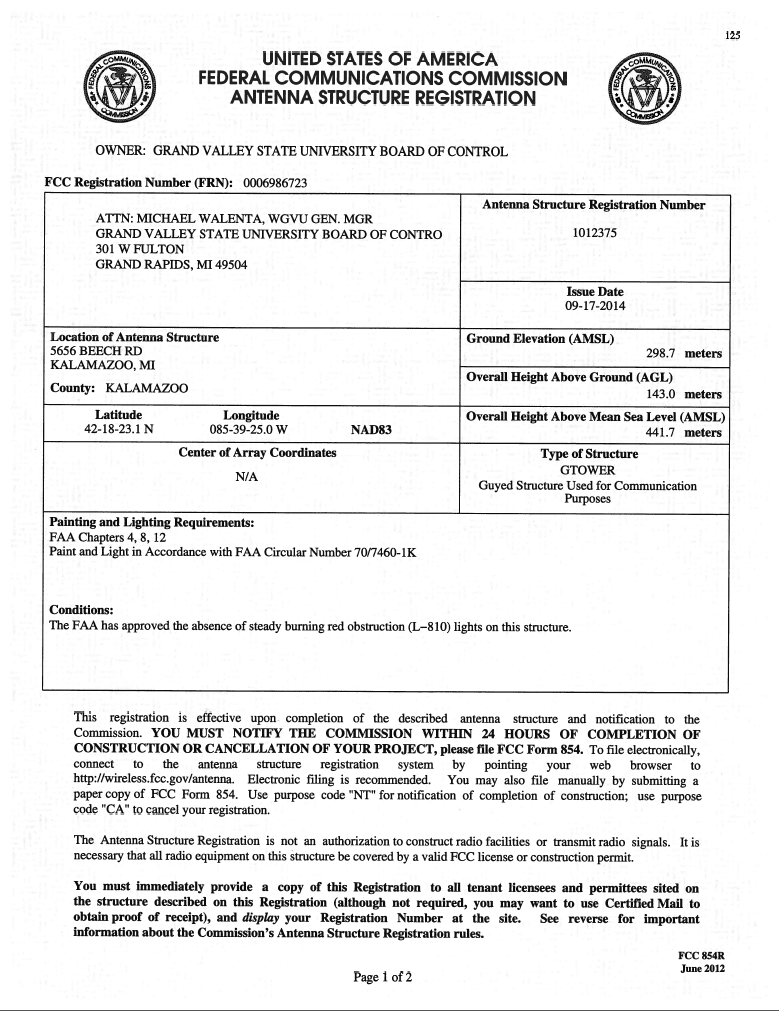 125
UNITED STATES OF AMERICA
FEDERAL COMMUNICATIONS COMMISSION
ANTENNA STRUCTURE REGISTRATION
FEDERAL COMMUNICATIONS COMMISSION
FEDERAL COMMUNICATIONS COMMISSION
OWNER: GRAND VALLEY STATE UNIVERSITY BOARD OF CONTROL
FCC Registration Number (FRN): 0006986723
ATTN: MICHAEL WALENTA, WGVU GEN. MGR
GRAND VALLEY STATE UNIVERSITY BOARD OF CONTRO
301 W FULTON
GRAND RAPIDS, MI 49504
Antenna Structure Registration Number
1012375
Issue Date
09-17-2014
Location of Antenna Structure
5656 BEECH RD
KALAMAZOO, MI
County: KALAMAZOO
Ground Elevation (AMSL)
298.7 meters
Overall Height Above Ground (AGL)
143.0 meters
Latitude Longitude
42-18-23.1 N 085-39-25.0 W NAD83
Overall Height Above Mean Sea Level (AMSL)
441.7 meters
Center of Array Coordinates
N/A
Type of Structure
GTOWER
Guyed Structure Used for Communication
Purposes
Painting and Lighting Requirements:
FAA Chapters 4, 8, 12
Paint and Light in Accordance with FAA Circular Number 70/7460-1K
Conditions:
The FAA has approved the absence of steady burning red obstruction (L-810) lights on this structure.
This registration is effective upon completion of the described antenna structure and notification to the
Commission. YOU MUST NOTIFY THE COMMISSION WITHIN 24 HOURS OF COMPLETION OF
CONSTRUCTION OR CANCELLATION OF YOUR PROJECT, please file FCC Form 854. To file electronically,
connect to the antenna structure registration system by pointing your web browser to
http://wireless.fcc.gov/antenna. Electronic filing is recommended. You may also file manually by submitting a
paper copy of FCC Form 854. Use purpose code "NT" for notification of completion of construction; use purpose
code "CA" to cancel your registration.
The Antenna Structure Registration is not an authorization to construct radio facilities or transmit radio signals. It is
necessary that all radio equipment on this structure be covered by a valid FCC license or construction permit.
You must immediately provide a copy of this Registration to all tenant licensees and permittees sited on
the structure described on this Registration (although not required, you may want to use Certified Mail to
obtain proof of receipt), and display your Registration Number at the site. See reverse for important
information about the Commission's Antenna Structure Registration rules.
FCC 854R
June 2012
Page 1 of 2